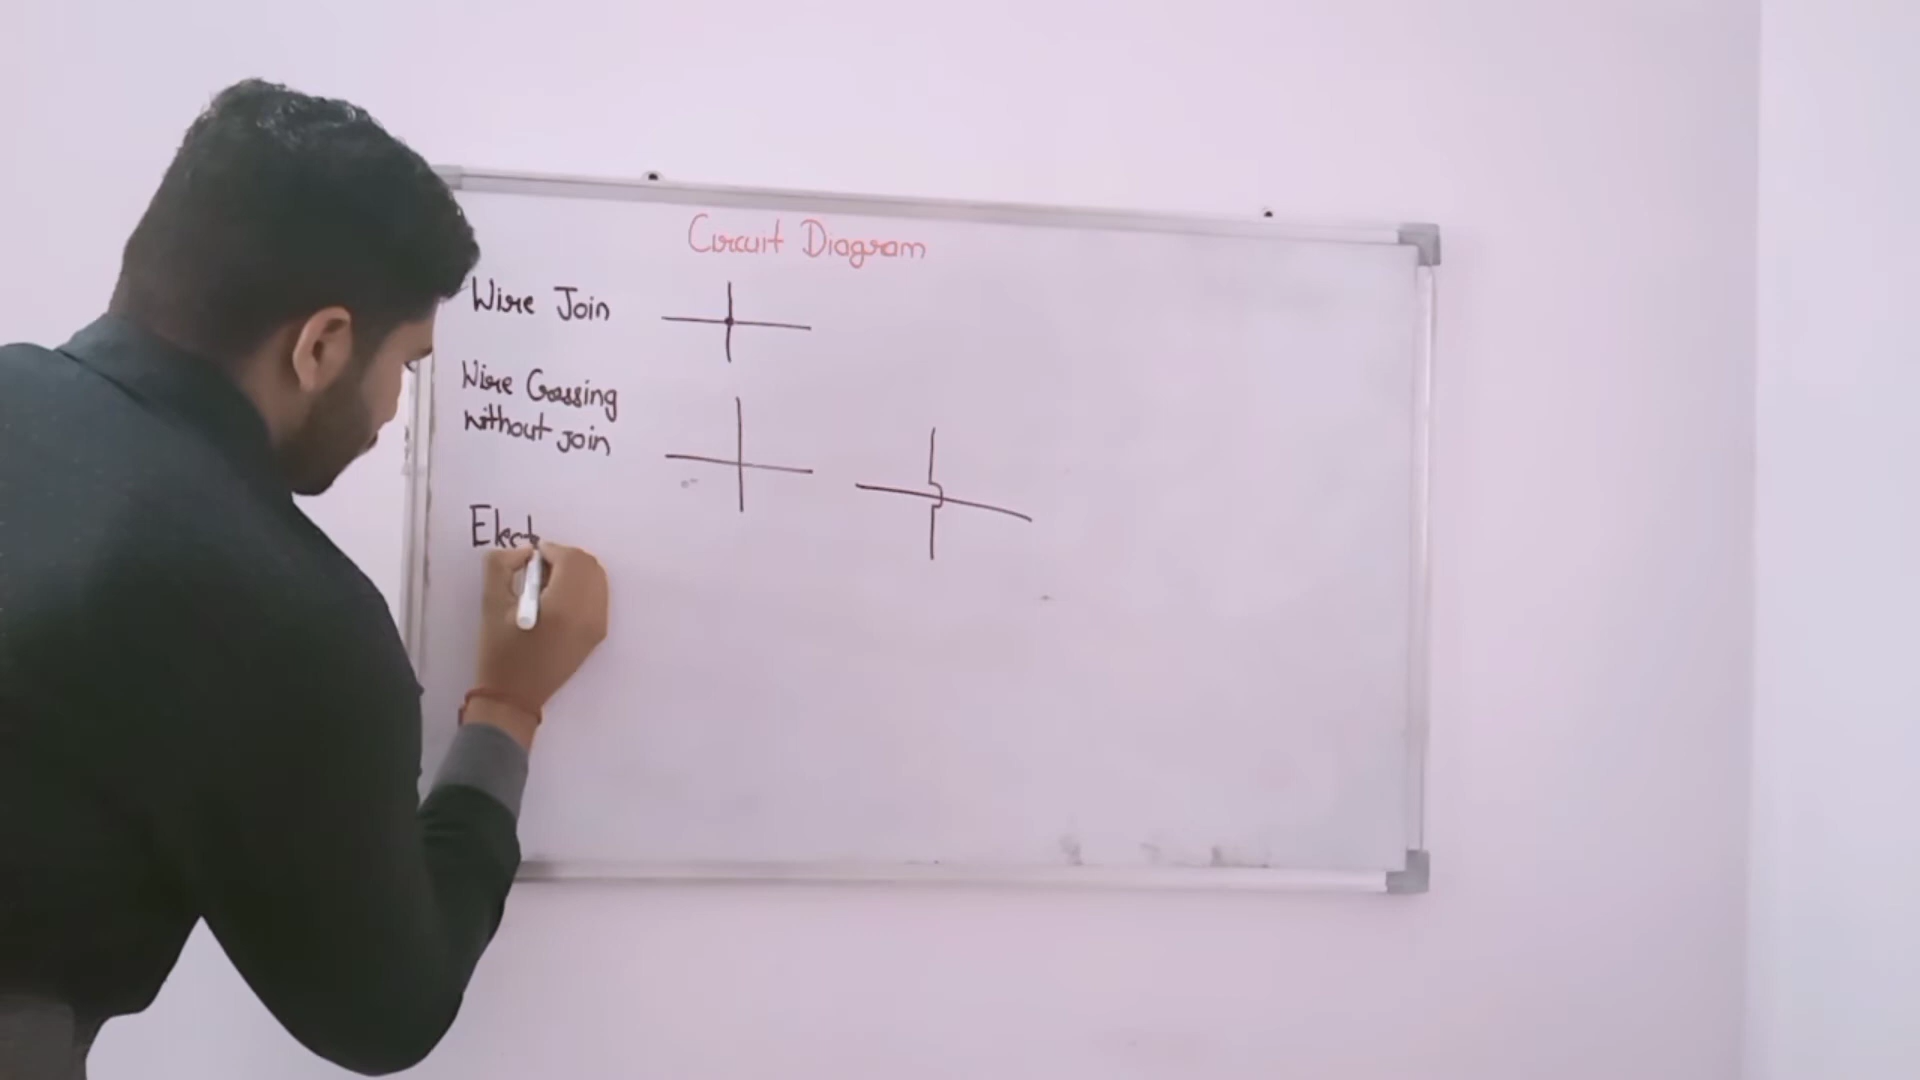 Circuit Diagram
Wire Join
Wire Crossing
without join
Elect